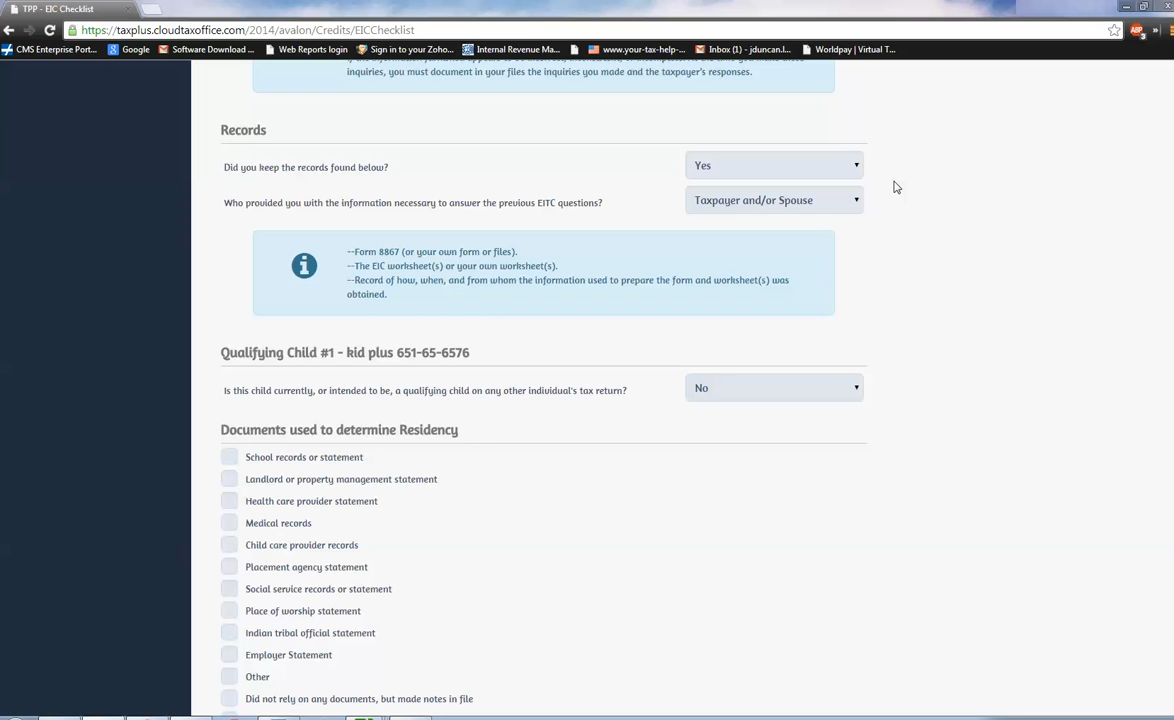 TPP - EIC Checklist
https://taxplus.cloudtaxoffice.com/2014/avalon/Credits/EICChecklist
CMS Enterprise Port... Google Software Download ... Web Reports login Sign in to your Zoho... Internal Revenue Ma... www.your-tax-help-... Inbox (1) - jduncan.l... Worldpay | Virtual T...
inquiries, you must document in your files the inquiries you made and the taxpayer's responses.
Records
Did you keep the records found below? Yes
Who provided you with the information necessary to answer the previous EITC questions? Taxpayer and/or Spouse
--Form 8867 (or your own form or files).
--The EIC worksheet(s) or your own worksheet(s).
--Record of how, when, and from whom the information used to prepare the form and worksheet(s) was
obtained.
Qualifying Child #1 - kid plus 651-65-6576
Is this child currently, or intended to be, a qualifying child on any other individual's tax return? No
Documents used to determine Residency
School records or statement
Landlord or property management statement
Health care provider statement
Medical records
Child care provider records
Placement agency statement
Social service records or statement
Place of worship statement
Indian tribal official statement
Employer Statement
Other
Did not rely on any documents, but made notes in file